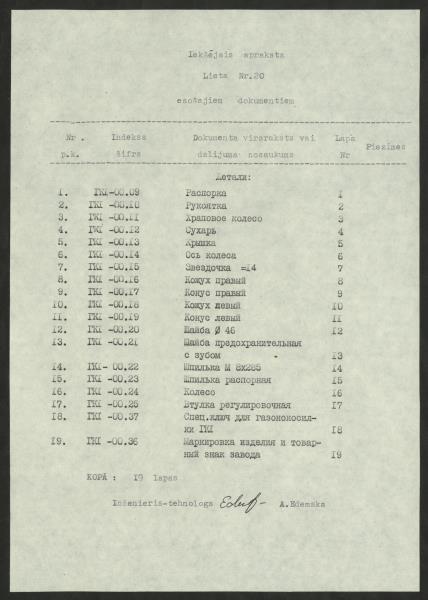 Iekšējais apraksts
Lieta Nr.20
esošajiem dokumentiem
Nr. Indekss Dokumenta virsraksts vai Lapa Piezīmes
p.k. šifrs dalījuma nosaukums Nr
Детали:
1. ГКI -00.09 Распорка 1
2. ГКI -00.10 Рукоятка 2
3. ГКI -00.11 Храповое колесо 3
4. ГКI -00.12 Сухарь 4
5. ГКI -00.13 Крышка 5
6. ГКI -00.14 Ось колеса 6
7. ГКI -00.15 Звездочка =14 7
8. ГКI -00.16 Кожух правый 8
9. ГКI -00.17 Конус правый 9
10. ГКI -00.18 Кожух левый 10
11. ГКI -00.19 Конус левый 11
12. ГКI -00.20 Шайба Ø 46 12
13. ГКI -00.21 Шайба предохранительная
с зубом 13
14. ГКI- 00.22 Шпилька М 8x285 14
15. ГКI -00.23 Шпилька распорная 15
16. ГКI -00.24 Колесо 16
17. ГКI -00.25 Втулка регулировочная 17
18. ГКI -00.37 Спец.ключ для газонокосил-
ки ГКI 18
19. ГКI -00.36 Маркировка изделия и товар-
ный знак завода 19
KOPĀ : 19 lapas
Inženieris-tehnologs A.Edemska